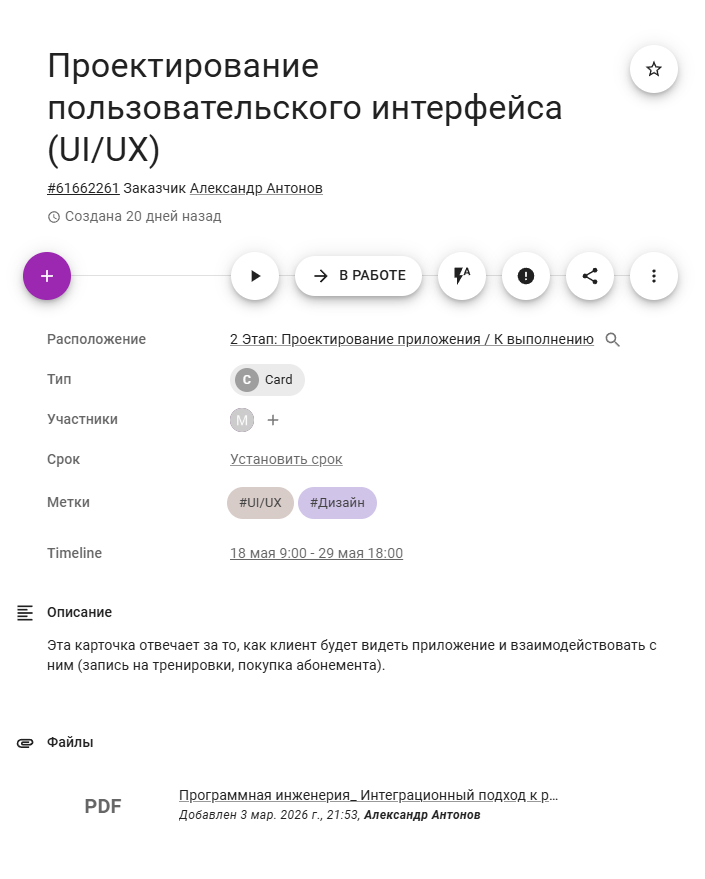 Проектирование
пользовательского интерфейса
(UI/UX)
#61662261 Заказчик Александр Антонов
Создана 20 дней назад
В РАБОТЕ
Расположение 2 Этап: Проектирование приложения / К выполнению
Тип C Card
Участники M
Срок Установить срок
Метки #UI/UX #Дизайн
Timeline 18 мая 9:00 - 29 мая 18:00
Описание
Эта карточка отвечает за то, как клиент будет видеть приложение и взаимодействовать с
ним (запись на тренировки, покупка абонемента).
Файлы
PDF
Программная инженерия_ Интеграционный подход к р...
Добавлен 3 мар. 2026 г., 21:53, Александр Антонов